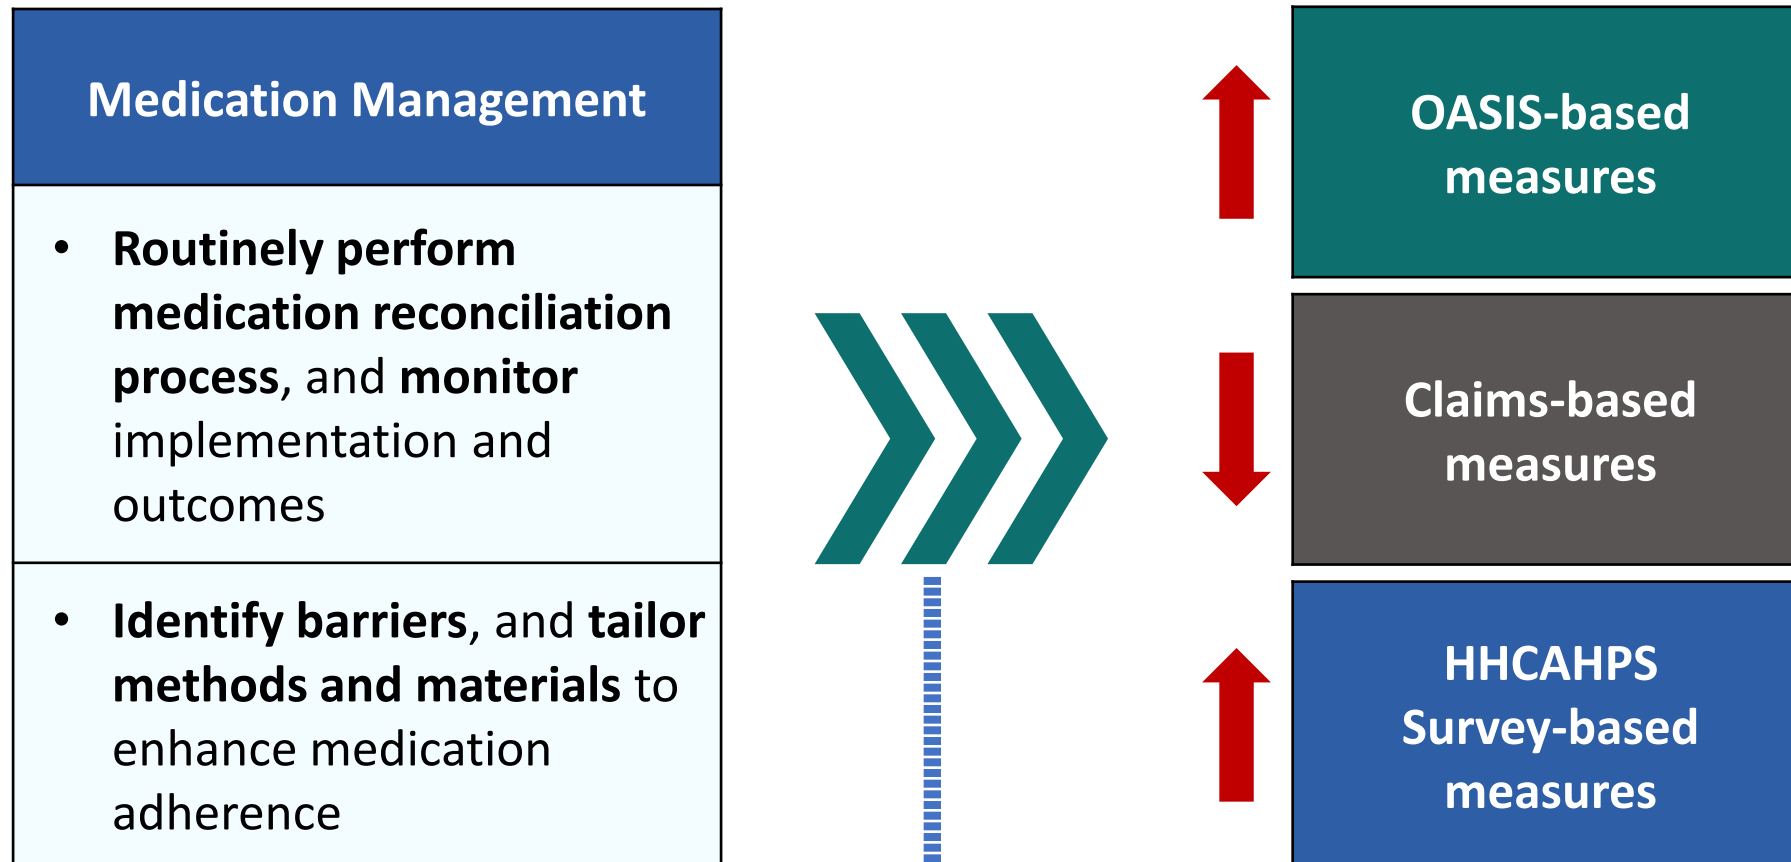 Medication Management
• Routinely perform
medication reconciliation
process, and monitor
implementation and
outcomes
• Identify barriers, and tailor
methods and materials to
enhance medication
adherence
OASIS-based
measures
Claims-based
measures
HHCAHPS
Survey-based
measures